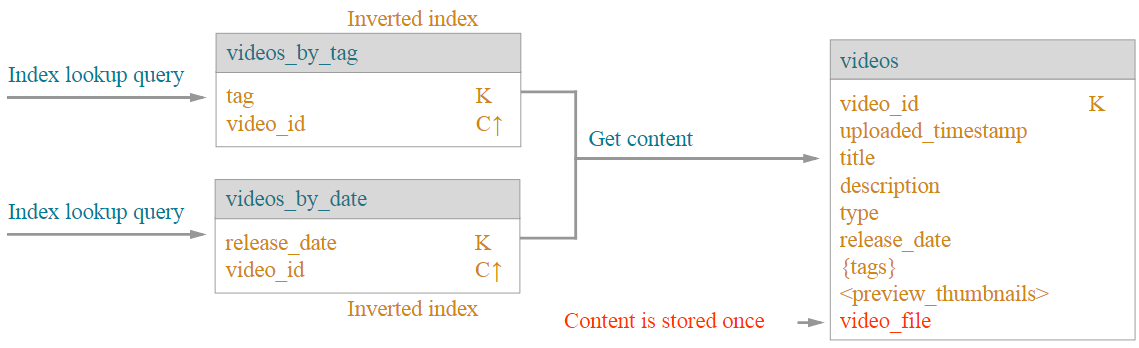 Inverted index
videos_by_tag
Index lookup query
tag K
video_id C↑
Get content
videos_by_date
Index lookup query
release_date K
video_id C↑
Inverted index
videos
video_id K
uploaded_timestamp
title
description
type
release_date
{tags}
<preview_thumbnails>
Content is stored once
video_file